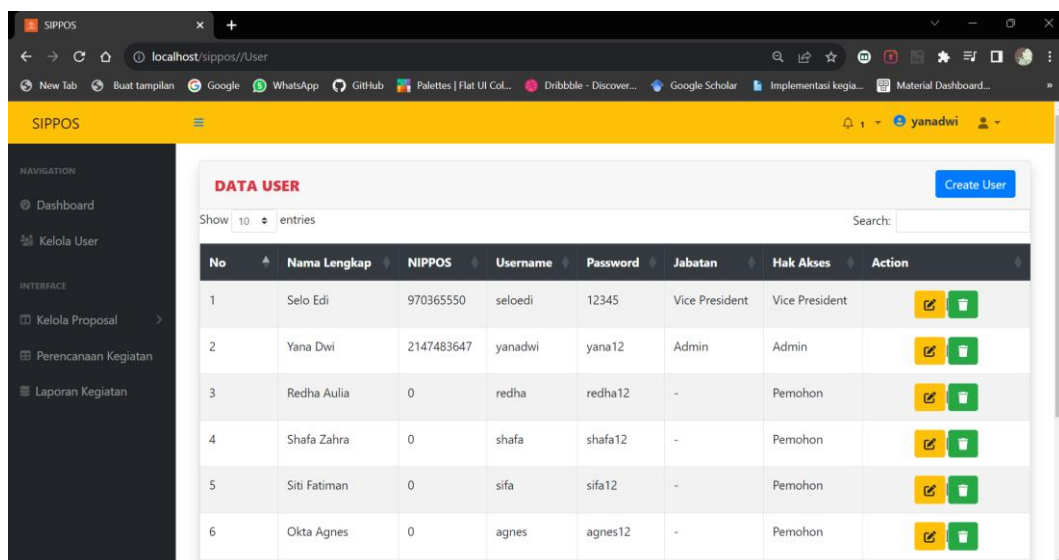 SIPPOS
localhost/sippos//User
New Tab Buat tampilan Google WhatsApp GitHub Palettes | Flat UI Col... Dribbble - Discover... Google Scholar Implementasi kegia... Material Dashboard... »
SIPPOS 1 yanadwi
NAVIGATION
Dashboard
Kelola User
INTERFACE
Kelola Proposal
Perencanaan Kegiatan
Laporan Kegiatan
DATA USER Create User
Show 10 entries Search:
No Nama Lengkap NIPPOS Username Password Jabatan Hak Akses Action
1 Selo Edi 970365550 seloedi 12345 Vice President Vice President |
2 Yana Dwi 2147483647 yanadwi yana12 Admin Admin |
3 Redha Aulia 0 redha redha12 - Pemohon |
4 Shafa Zahra 0 shafa shafa12 - Pemohon |
5 Siti Fatiman 0 sifa sifa12 - Pemohon |
6 Okta Agnes 0 agnes agnes12 - Pemohon |